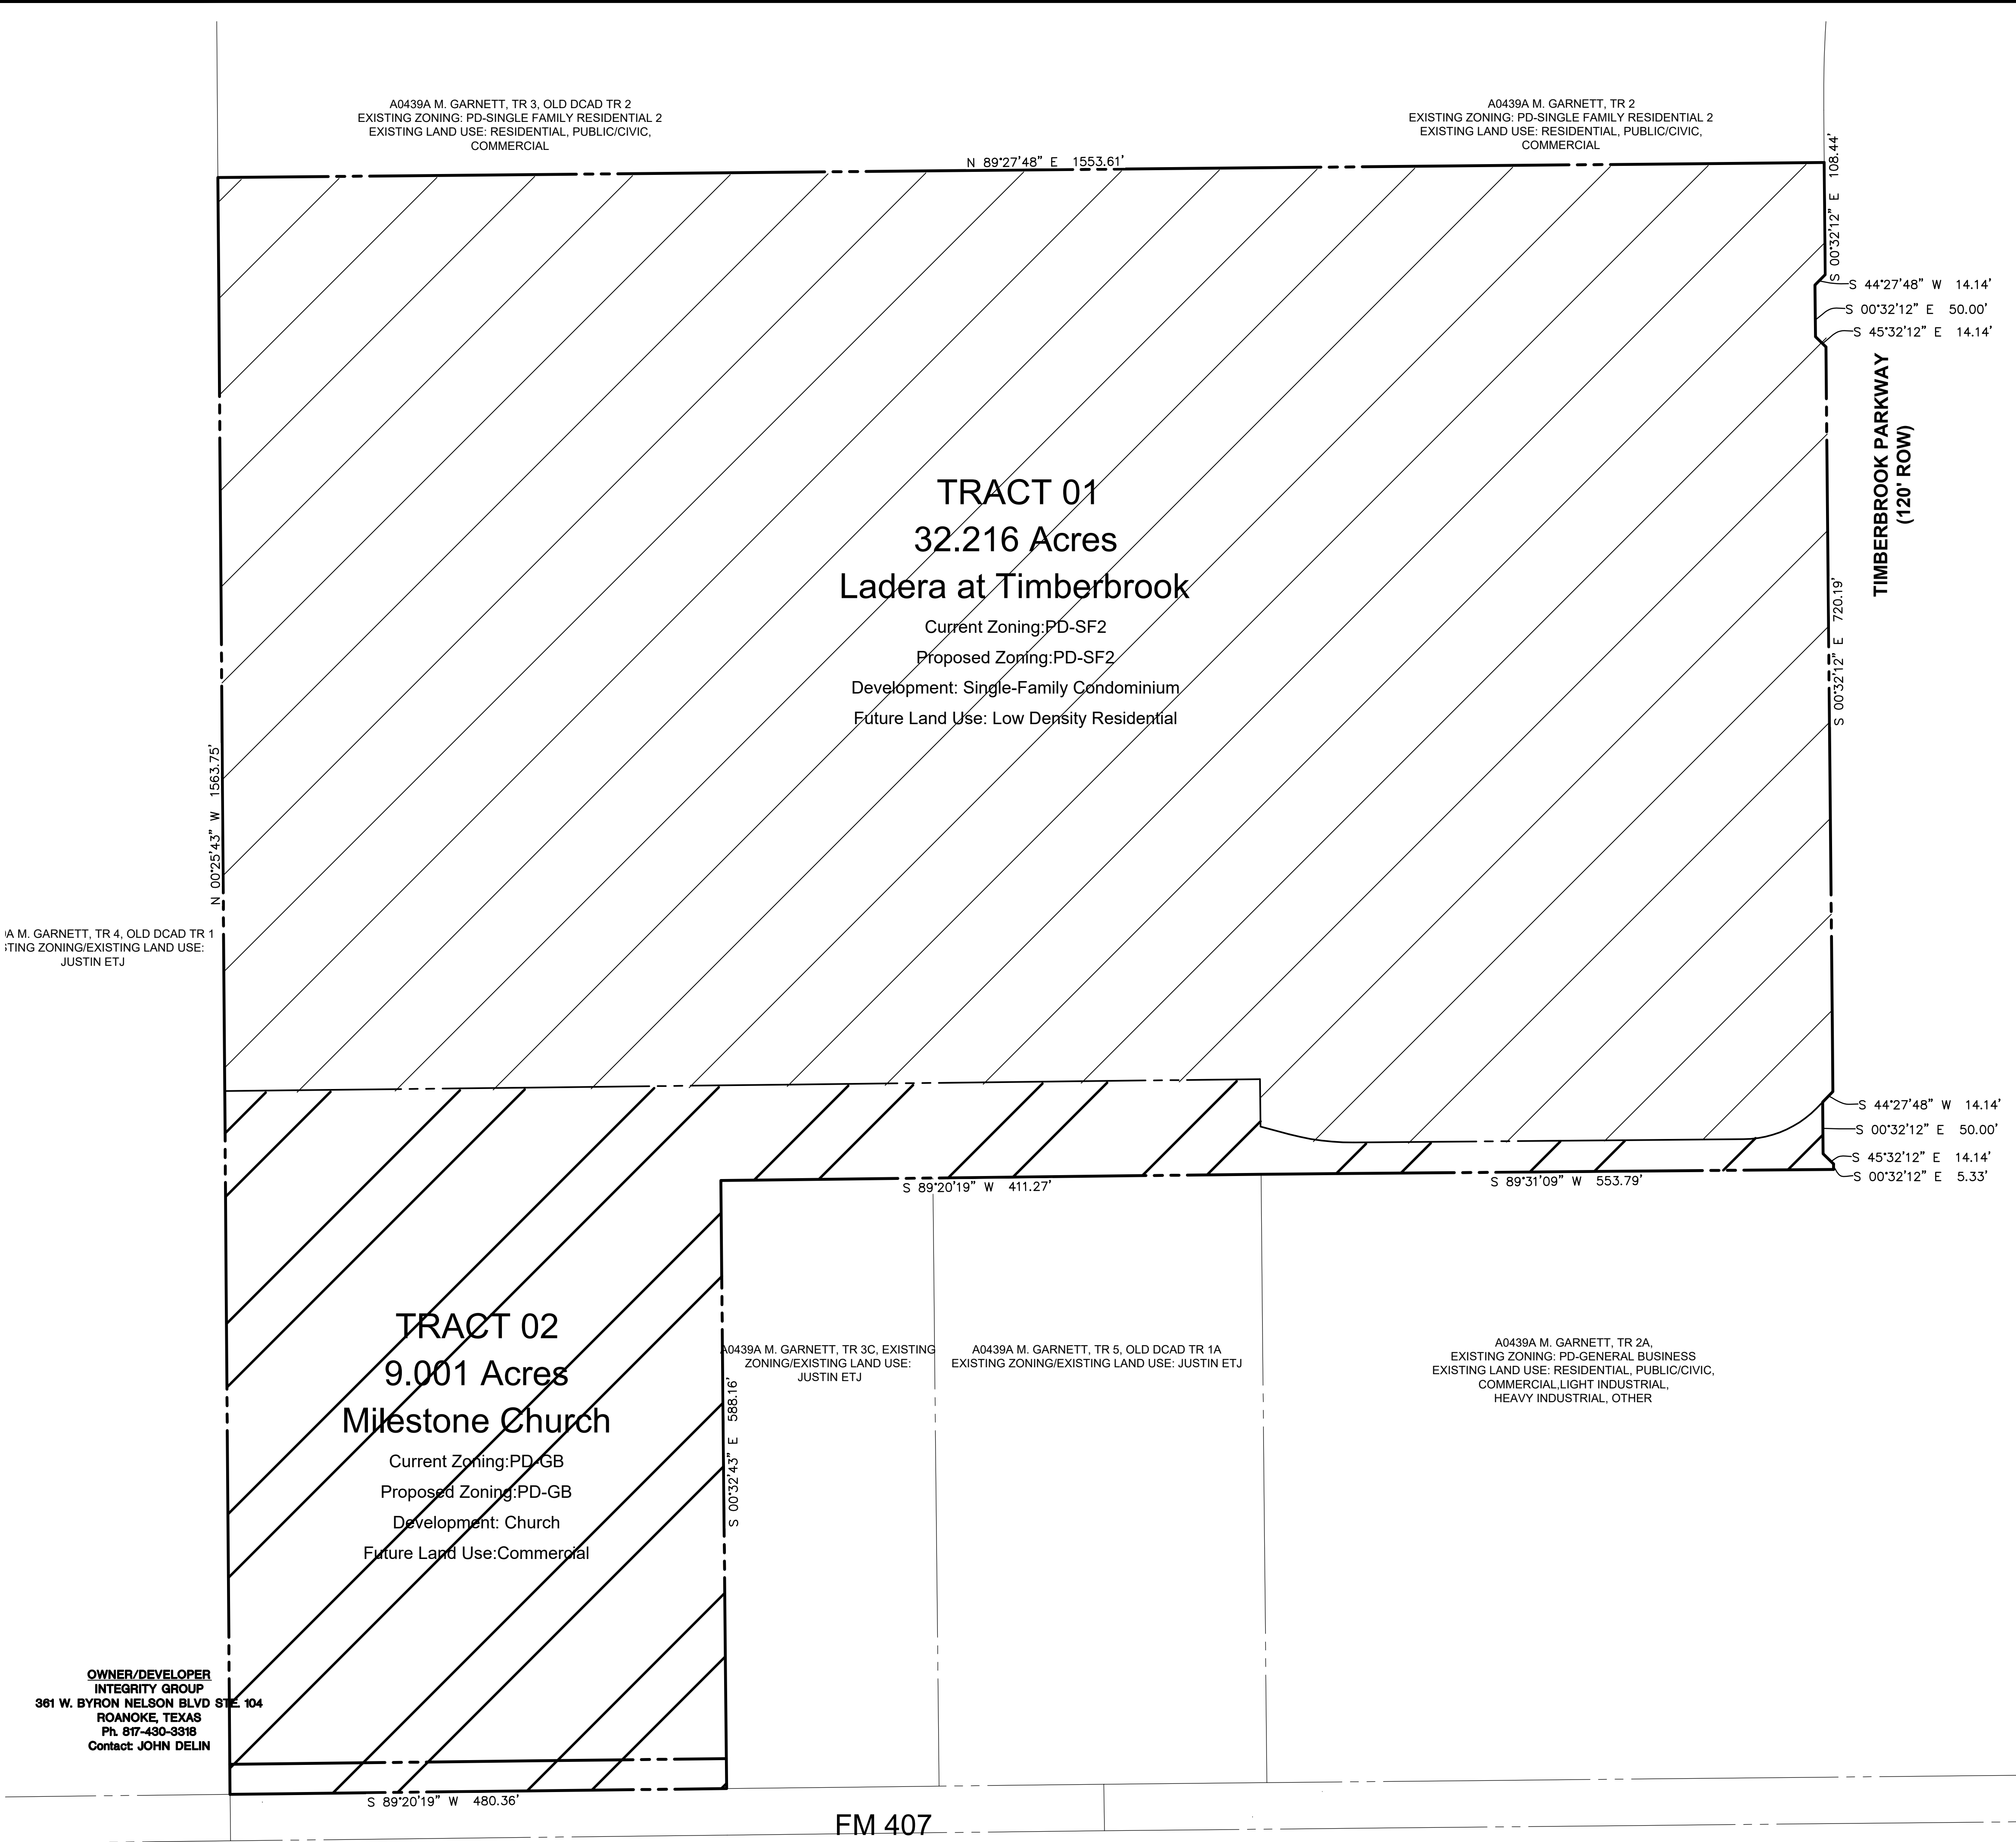 A0439A M. GARNETT, TR 3, OLD DCAD TR 2
EXISTING ZONING: PD-SINGLE FAMILY RESIDENTIAL 2
EXISTING LAND USE: RESIDENTIAL, PUBLIC/CIVIC,
COMMERCIAL
A0439A M. GARNETT, TR 2
EXISTING ZONING: PD-SINGLE FAMILY RESIDENTIAL 2
EXISTING LAND USE: RESIDENTIAL, PUBLIC/CIVIC,
COMMERCIAL
N 89°27'48" E 1553.61'
S 00°32'12" E 108.44'
S 44°27'48" W 14.14'
S 00°32'12" E 50.00'
S 45°32'12" E 14.14'
TIMBERBROOK PARKWAY
(120' ROW)
S 00°32'12" E 720.19'
TRACT 01
32.216 Acres
Ladera at Timberbrook
Current Zoning:PD-SF2
Proposed Zoning:PD-SF2
Development: Single-Family Condominium
Future Land Use: Low Density Residential
N 00°25'43" W 1563.75'
A M. GARNETT, TR 4, OLD DCAD TR 1
STING ZONING/EXISTING LAND USE:
JUSTIN ETJ
S 44°27'48" W 14.14'
S 00°32'12" E 50.00'
S 45°32'12" E 14.14'
S 00°32'12" E 5.33'
S 89°20'19" W 411.27'
S 89°31'09" W 553.79'
TRACT 02
9.001 Acres
Milestone Church
Current Zoning:PD-GB
Proposed Zoning:PD-GB
Development: Church
Future Land Use:Commercial
S 00°32'43" E 588.16'
A0439A M. GARNETT, TR 3C, EXISTING
ZONING/EXISTING LAND USE:
JUSTIN ETJ
A0439A M. GARNETT, TR 5, OLD DCAD TR 1A
EXISTING ZONING/EXISTING LAND USE: JUSTIN ETJ
A0439A M. GARNETT, TR 2A,
EXISTING ZONING: PD-GENERAL BUSINESS
EXISTING LAND USE: RESIDENTIAL, PUBLIC/CIVIC,
COMMERCIAL,LIGHT INDUSTRIAL,
HEAVY INDUSTRIAL, OTHER
OWNER/DEVELOPER
INTEGRITY GROUP
361 W. BYRON NELSON BLVD STE. 104
ROANOKE, TEXAS
Ph. 817-430-3318
Contact: JOHN DELIN
S 89°20'19" W 480.36'
FM 407